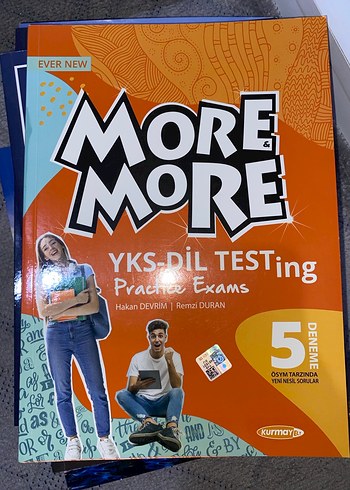 EVER NEW
MORE
&
MORE
YKS-DİL TESTing
Practice Exams
Hakan DEVRIM | Remzi DURAN
5 DENEME
ÖSYM TARZINDA
YENİ NESİL SORULAR
kurmay